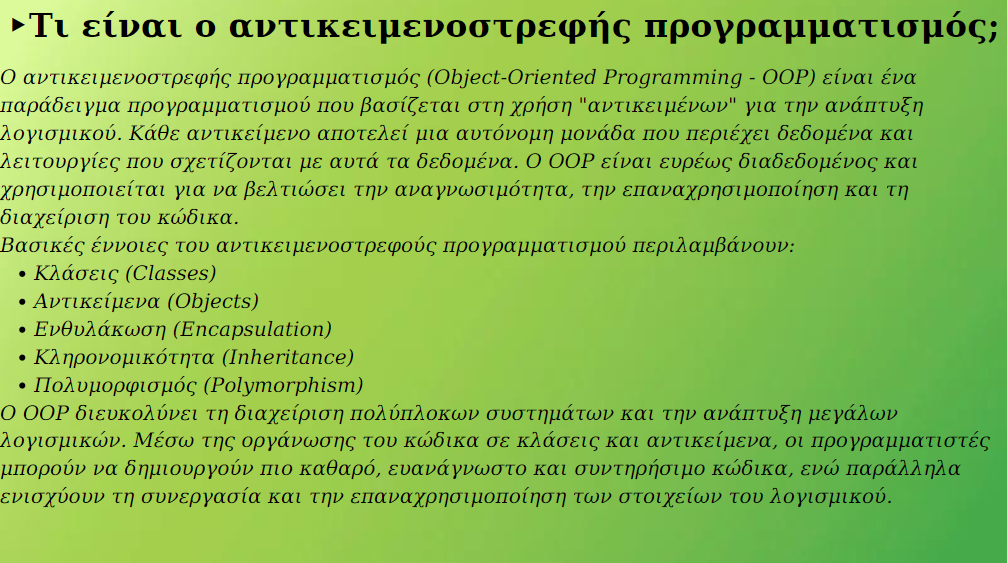 ▸Τι είναι ο αντικειμενοστρεφής προγραμματισμός;
Ο αντικειμενοστρεφής προγραμματισμός (Object-Oriented Programming - OOP) είναι ένα
παράδειγμα προγραμματισμού που βασίζεται στη χρήση "αντικειμένων" για την ανάπτυξη
λογισμικού. Κάθε αντικείμενο αποτελεί μια αυτόνομη μονάδα που περιέχει δεδομένα και
λειτουργίες που σχετίζονται με αυτά τα δεδομένα. Ο OOP είναι ευρέως διαδεδομένος και
χρησιμοποιείται για να βελτιώσει την αναγνωσιμότητα, την επαναχρησιμοποίηση και τη
διαχείριση του κώδικα.
Βασικές έννοιες του αντικειμενοστρεφούς προγραμματισμού περιλαμβάνουν:
• Κλάσεις (Classes)
• Αντικείμενα (Objects)
• Ενθυλάκωση (Encapsulation)
• Κληρονομικότητα (Inheritance)
• Πολυμορφισμός (Polymorphism)
Ο OOP διευκολύνει τη διαχείριση πολύπλοκων συστημάτων και την ανάπτυξη μεγάλων
λογισμικών. Μέσω της οργάνωσης του κώδικα σε κλάσεις και αντικείμενα, οι προγραμματιστές
μπορούν να δημιουργούν πιο καθαρό, ευανάγνωστο και συντηρήσιμο κώδικα, ενώ παράλληλα
ενισχύουν τη συνεργασία και την επαναχρησιμοποίηση των στοιχείων του λογισμικού.